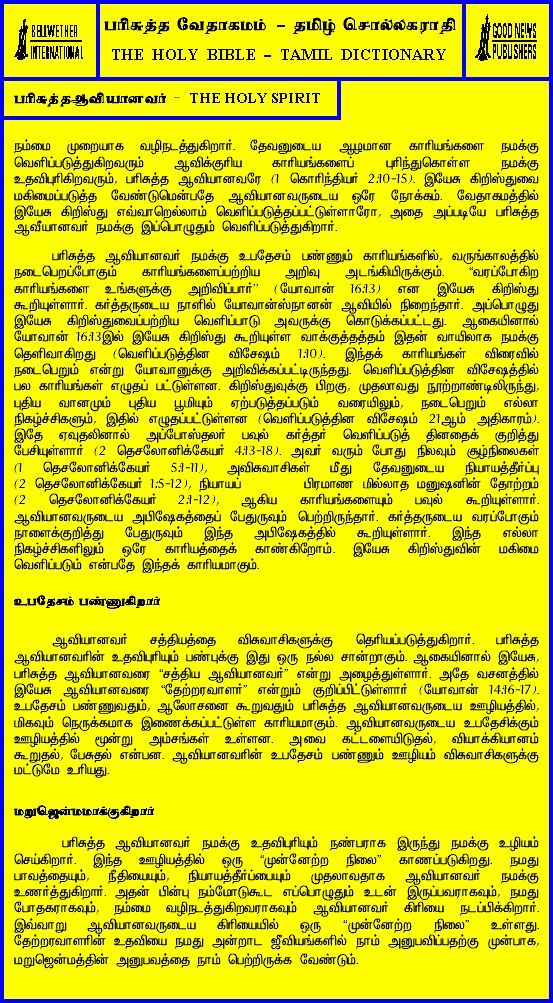 BELLWETHER
INTERNATIONAL
பரிசுத்த வேதாகமம் - தமிழ் சொல்லகராதி
THE HOLY BIBLE - TAMIL DICTIONARY
GOOD NEWS
PUBLISHERS
பரிசுத்தஆவியானவர் - THE HOLY SPIRIT
நம்மை முறையாக வழிநடத்துகிறார். தேவனுடைய ஆழமான காரியங்களை நமக்கு
வெளிப்படுத்துகிறவரும் ஆவிக்குரிய காரியங்களைப் புரிந்துகொள்ள நமக்கு
உதவிபுரிகிறவரும், பரிசுத்த ஆவியானவரே (1 கொரிந்தியர் 2:10-15). இயேசு கிறிஸ்துவை
மகிமைப்படுத்த வேண்டுமென்பதே ஆவியானவருடைய ஒரே நோக்கம். வேதாகமத்தில்
இயேசு கிறிஸ்து எவ்வாறெல்லாம் வெளிப்படுத்தப்பட்டுள்ளாரோ, அதை அப்படியே பரிசுத்த
ஆவீயானவர் நமக்கு இப்பொழுதும் வெளிப்படுத்துகிறார்.
பரிசுத்த ஆவியானவர் நமக்கு உபதேசம் பண்ணும் காரியங்களில், வருங்காலத்தில்
நடைபெறப்போகும் காரியங்களைப்பற்றிய அறிவு அடங்கியிருக்கும். “வரப்போகிற
காரியங்களை உங்களுக்கு அறிவிப்பார்” (யோவான் 16:13) என இயேசு கிறிஸ்து
கூறியுள்ளார். கர்த்தருடைய நாளில் யோவான்ஸ்நானன் ஆவியில் நிறைந்தார். அப்பொழுது
இயேசு கிறிஸ்துவைப்பற்றிய வெளிப்பாடு அவருக்கு கொடுக்கப்பட்டது. ஆகையினால்
யோவான் 16:13இல் இயேசு கிறிஸ்து கூறியுள்ள வாக்குத்தத்தம் இதன் வாயிலாக நமக்கு
தெளிவாகிறது (வெளிப்படுத்தின விசேஷம் 1:10). இந்தக் காரியங்கள் விரைவில்
நடைபெறும் என்று யோவானுக்கு அறிவிக்கப்பட்டிருந்தது. வெளிப்படுத்தின விசேஷத்தில்
பல காரியங்கள் எழுதப் பட்டுள்ளன. கிறிஸ்துவுக்கு பிறகு, முதலாவது நூற்றாண்டிலிருந்து,
புதிய வானமும் புதிய பூமியும் ஏற்படுத்தப்படும் வரையிலும், நடைபெறும் எல்லா
நிகழ்ச்சிகளும், இதில் எழுதப்பட்டுள்ளன (வெளிப்படுத்தின விசேஷம் 21ஆம் அதிகாரம்).
இதே ஏவுதலினால் அப்போஸ்தலர் பவுல் கர்த்தர் வெளிப்படுத் தினதைக் குறித்து
பேசியுள்ளார் (2 தெசலோனிக்கேயர் 4:13-18). அவர் வரும் போது நிலவும் சூழ்நிலைகள்
(1 தெசலோனிக்கேயர் 5:1-11), அவிசுவாசிகள் மீது தேவனுடைய நியாயத்தீர்ப்பு
(2 தெசலோனிக்கேயர் 1:5-12), நியாயப் பிரமாண மில்லாத மனுஷனின் தோற்றம்
(2 தெசலோனிக்கேயர் 2:1-12), ஆகிய காரியங்களையும் பவுல் கூறியுள்ளார்.
ஆவியானவருடைய அபிஷேகத்தைப் பேதுருவும் பெற்றிருந்தார். கர்த்தருடைய வரப்போகும்
நாளைக்குறித்து பேதுருவும் இந்த அபிஷேகத்தில் கூறியுள்ளார். இந்த எல்லா
நிகழ்ச்சிகளிலும் ஒரே காரியத்தைக் காண்கிறோம். இயேசு கிறிஸ்துவின் மகிமை
வெளிப்படும் என்பதே இந்தக் காரியமாகும்.
உபதேசம் பண்ணுகிறார்
ஆவியானவர் சத்தியத்தை விசுவாசிகளுக்கு தெரியப்படுத்துகிறார். பரிசுத்த
ஆவியானவரின் உதவிபுரியும் பண்புக்கு இது ஒரு நல்ல சான்றாகும். ஆகையினால் இயேசு,
பரிசுத்த ஆவியானவரை “சத்திய ஆவியானவர்” என்று அழைத்துள்ளார். அதே வசனத்தில்
இயேசு ஆவியானவரை “தேற்றரவாளர்” என்றும் குறிப்பிட்டுள்ளார் (யோவான் 14:16-17).
உபதேசம் பண்ணுவதும், ஆலோசனை கூறுவதும் பரிசுத்த ஆவியானவருடைய ஊழியத்தில்,
மிகவும் நெருக்கமாக இணைக்கப்பட்டுள்ள காரியமாகும். ஆவியானவருடைய உபதேசிக்கும்
ஊழியத்தில் மூன்று அம்சங்கள் உள்ளன. அவை கட்டளையிடுதல், வியாக்கியானம்
கூறுதல், பேசுதல் என்பன. ஆவியானவரின் உபதேசம் பண்ணும் ஊழியம் விசுவாசிகளுக்கு
மட்டுமே உரியது.
மறுஜென்மமாக்குகிறார்
பரிசுத்த ஆவியானவர் நமக்கு உதவிபுரியும் நண்பராக இருந்து நமக்கு உழியம்
செய்கிறார். இந்த ஊழியத்தில் ஒரு “முன்னேற்ற நிலை” காணப்படுகிறது. நமது
பாவத்தையும், நீதியையும், நியாயத்தீர்ப்பையும் முதலாவதாக ஆவியானவர் நமக்கு
உணர்த்துகிறார். அதன் பின்பு நம்மோடுகூட எப்பொழுதும் உடன் இருப்பவராகவும், நமது
போதகராகவும், நம்மை வழிநடத்துகிறவராகவும் ஆவியானவர் கிரியை நடப்பிக்கிறார்.
இவ்வாறு ஆவியானவருடைய கிரியையில் ஒரு “முன்னேற்ற நிலை” உள்ளது.
தேற்றரவாளரின் உதவியை நமது அன்றாட ஜீவியங்களில் நாம் அனுபவிப்பதற்கு முன்பாக,
மறுஜென்மத்தின் அனுபவத்தை நாம் பெற்றிருக்க வேண்டும்.